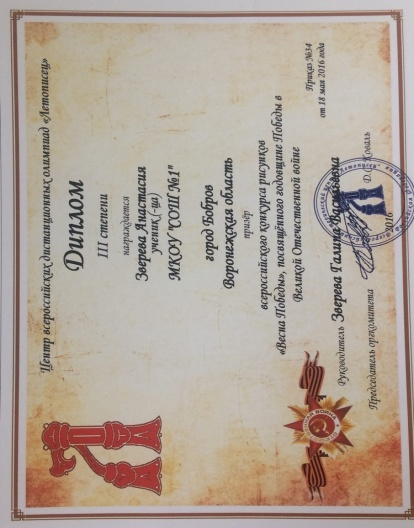 Центр всероссийских дистанционных олимпиад «Летописец»
Диплом
III степени
награждается
Зверева Анастасия
ученик(-ца)
МКОУ "СОШ №1"
город Бобров
Воронежская область
призёр
всероссийского конкурса рисунков
«Весна Победы», посвящённого годовщине Победы в
Великой Отечественной войне
Приказ №34
от 18 мая 2016 года
Руководитель Зверева Галина Васильевна
Председатель оргкомитета
Коваль
2016